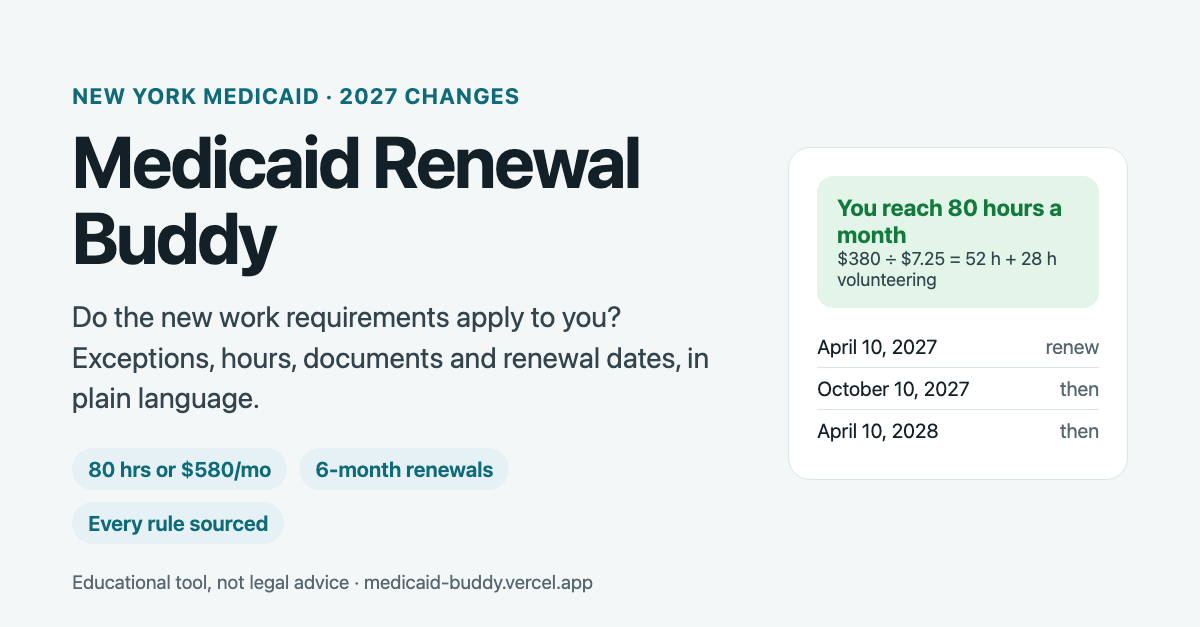 NEW YORK MEDICAID · 2027 CHANGES
Medicaid Renewal
Buddy
Do the new work requirements apply to you?
Exceptions, hours, documents and renewal dates, in
plain language.
80 hrs or $580/mo
6-month renewals
Every rule sourced
Educational tool, not legal advice · medicaid-buddy.vercel.app
You reach 80 hours a
month
$380 ÷ $7.25 = 52 h + 28 h
volunteering
April 10, 2027 renew
October 10, 2027 then
April 10, 2028 then